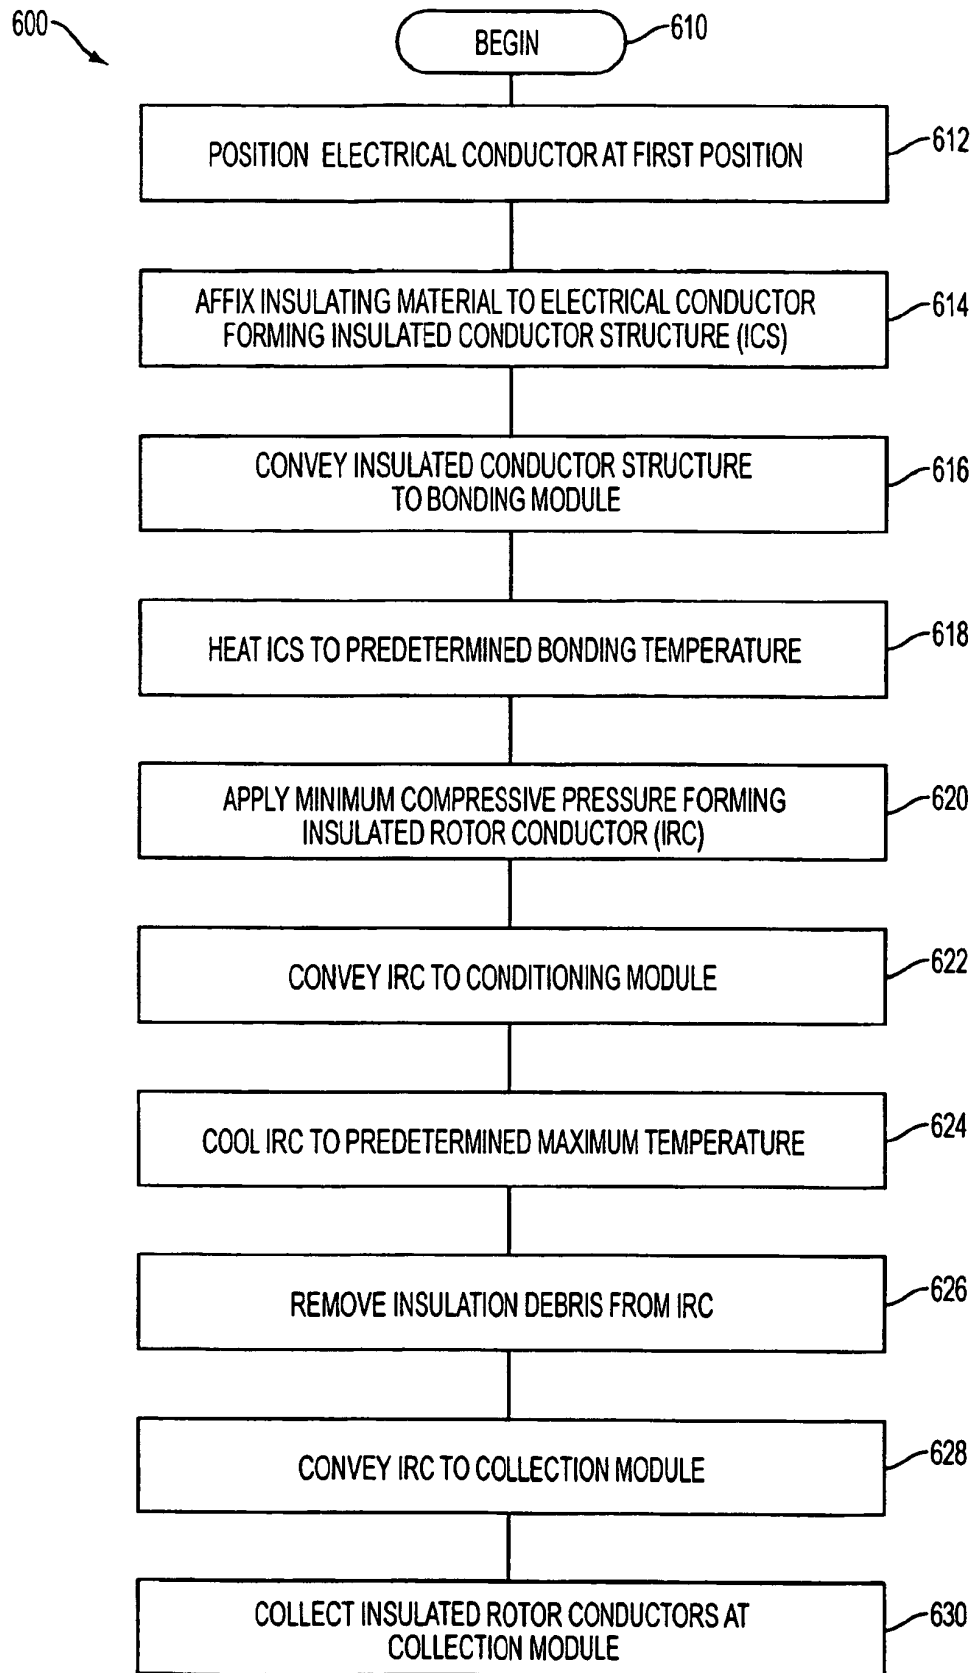 600
BEGIN
610
POSITION ELECTRICAL CONDUCTOR AT FIRST POSITION
612
AFFIX INSULATING MATERIAL TO ELECTRICAL CONDUCTOR
FORMING INSULATED CONDUCTOR STRUCTURE (ICS)
614
CONVEY INSULATED CONDUCTOR STRUCTURE
TO BONDING MODULE
616
HEAT ICS TO PREDETERMINED BONDING TEMPERATURE
618
APPLY MINIMUM COMPRESSIVE PRESSURE FORMING
INSULATED ROTOR CONDUCTOR (IRC)
620
CONVEY IRC TO CONDITIONING MODULE
622
COOL IRC TO PREDETERMINED MAXIMUM TEMPERATURE
624
REMOVE INSULATION DEBRIS FROM IRC
626
CONVEY IRC TO COLLECTION MODULE
628
COLLECT INSULATED ROTOR CONDUCTORS AT
COLLECTION MODULE
630